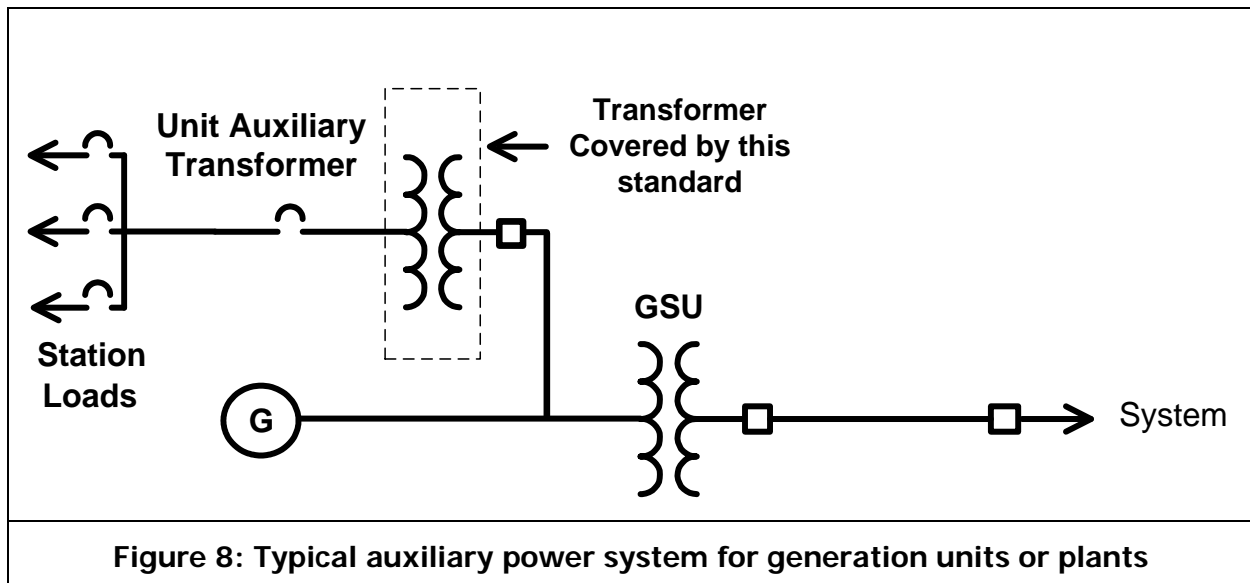 Unit Auxiliary
Transformer
Transformer
Covered by this
standard
Station
Loads
G
GSU
System
Figure 8: Typical auxiliary power system for generation units or plants